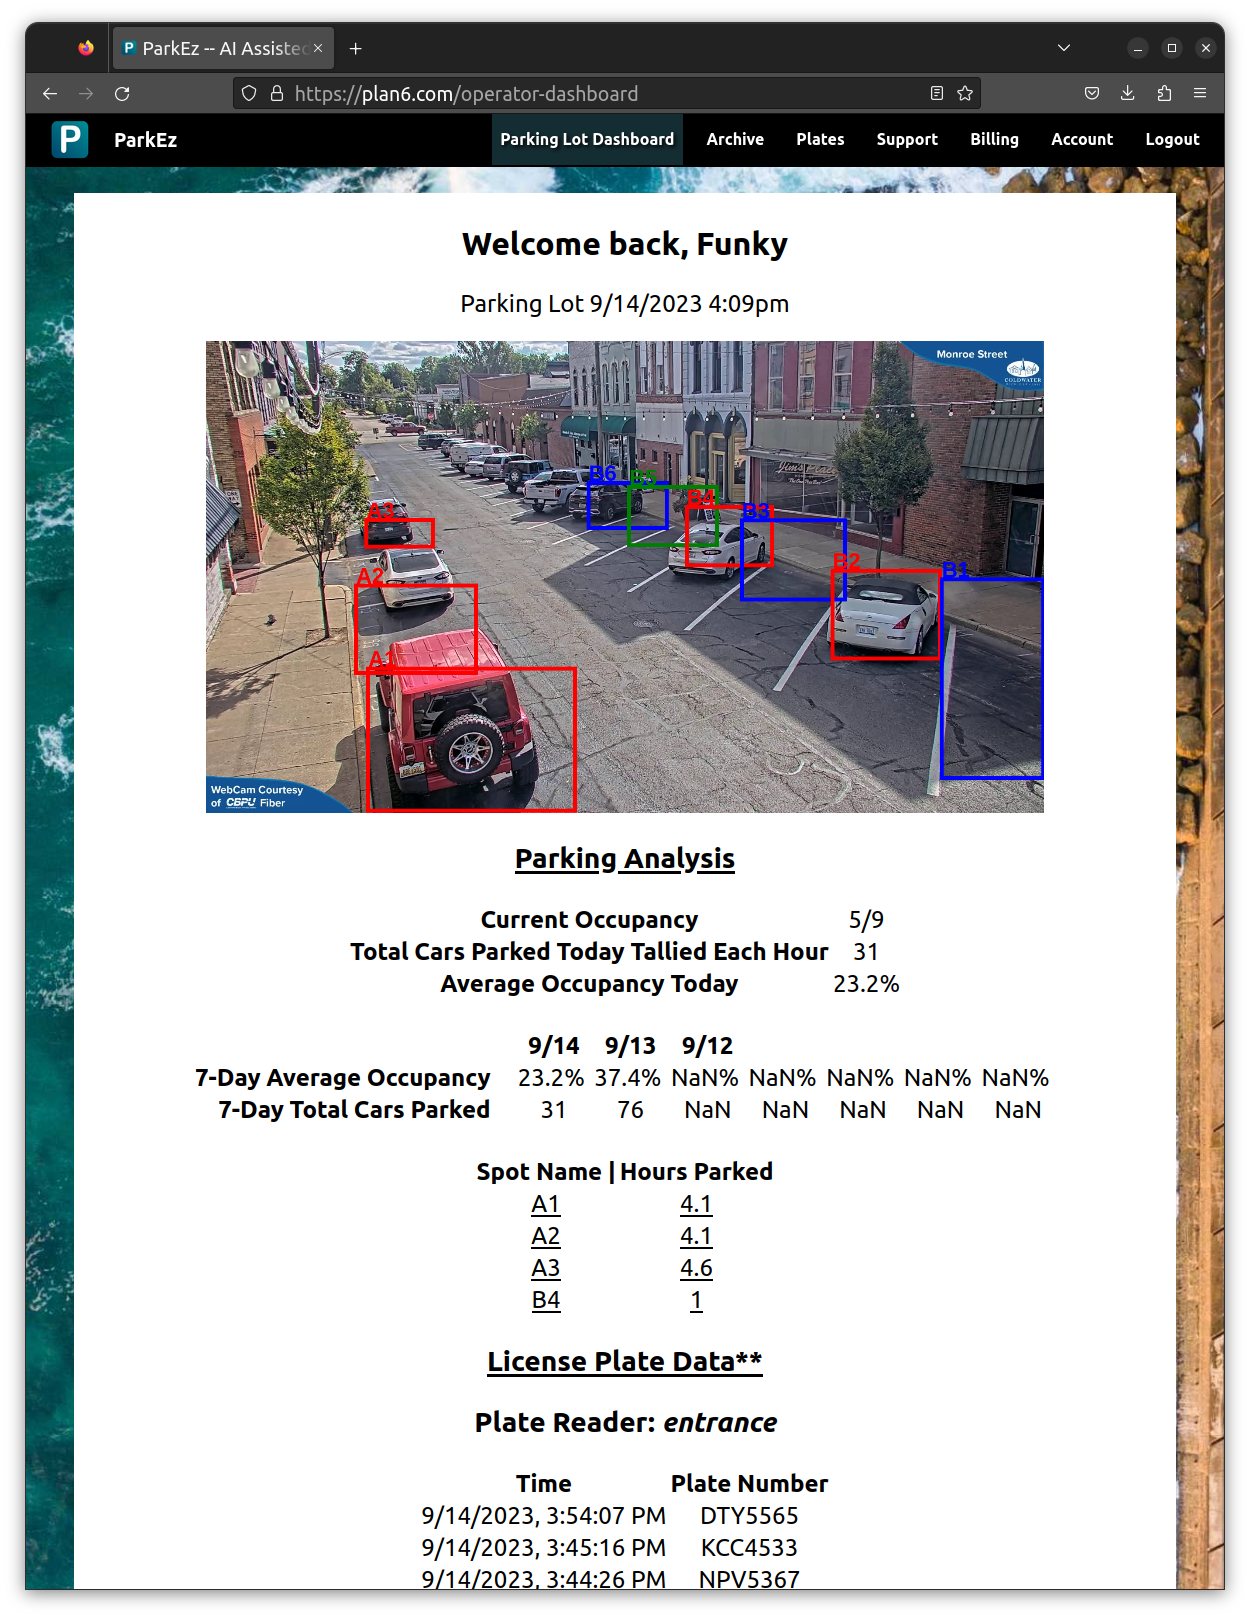 ParkEz -- AI Assisted
https://plan6.com/operator-dashboard
P ParkEz Parking Lot Dashboard Archive Plates Support Billing Account Logout
Welcome back, Funky
Parking Lot 9/14/2023 4:09pm
Monroe Street
COLDWATER
Jim's Place
ONE WAY
B6 B5
B4
B3
A3
B2
B1
A2
A1
WebCam Courtesy
of CBPU Fiber
Parking Analysis
Current Occupancy 5/9
Total Cars Parked Today Tallied Each Hour 31
Average Occupancy Today 23.2%
9/14 9/13 9/12
7-Day Average Occupancy 23.2% 37.4% NaN% NaN% NaN% NaN% NaN%
7-Day Total Cars Parked 31 76 NaN NaN NaN NaN NaN
Spot Name | Hours Parked
A1 4.1
A2 4.1
A3 4.6
B4 1
License Plate Data**
Plate Reader: entrance
Time Plate Number
9/14/2023, 3:54:07 PM DTY5565
9/14/2023, 3:45:16 PM KCC4533
9/14/2023, 3:44:26 PM NPV5367